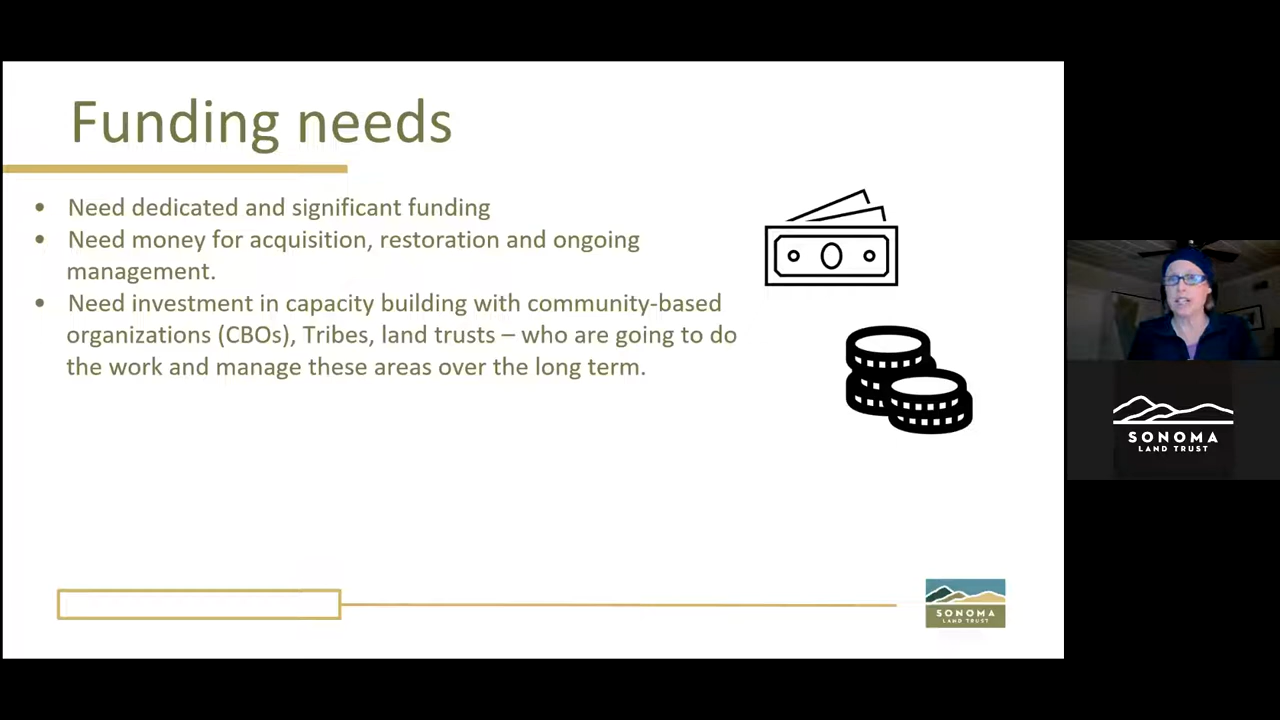 Funding needs
• Need dedicated and significant funding
• Need money for acquisition, restoration and ongoing
management.
• Need investment in capacity building with community-based
organizations (CBOs), Tribes, land trusts – who are going to do
the work and manage these areas over the long term.
SONOMA
LAND TRUST
SONOMA
LAND TRUST